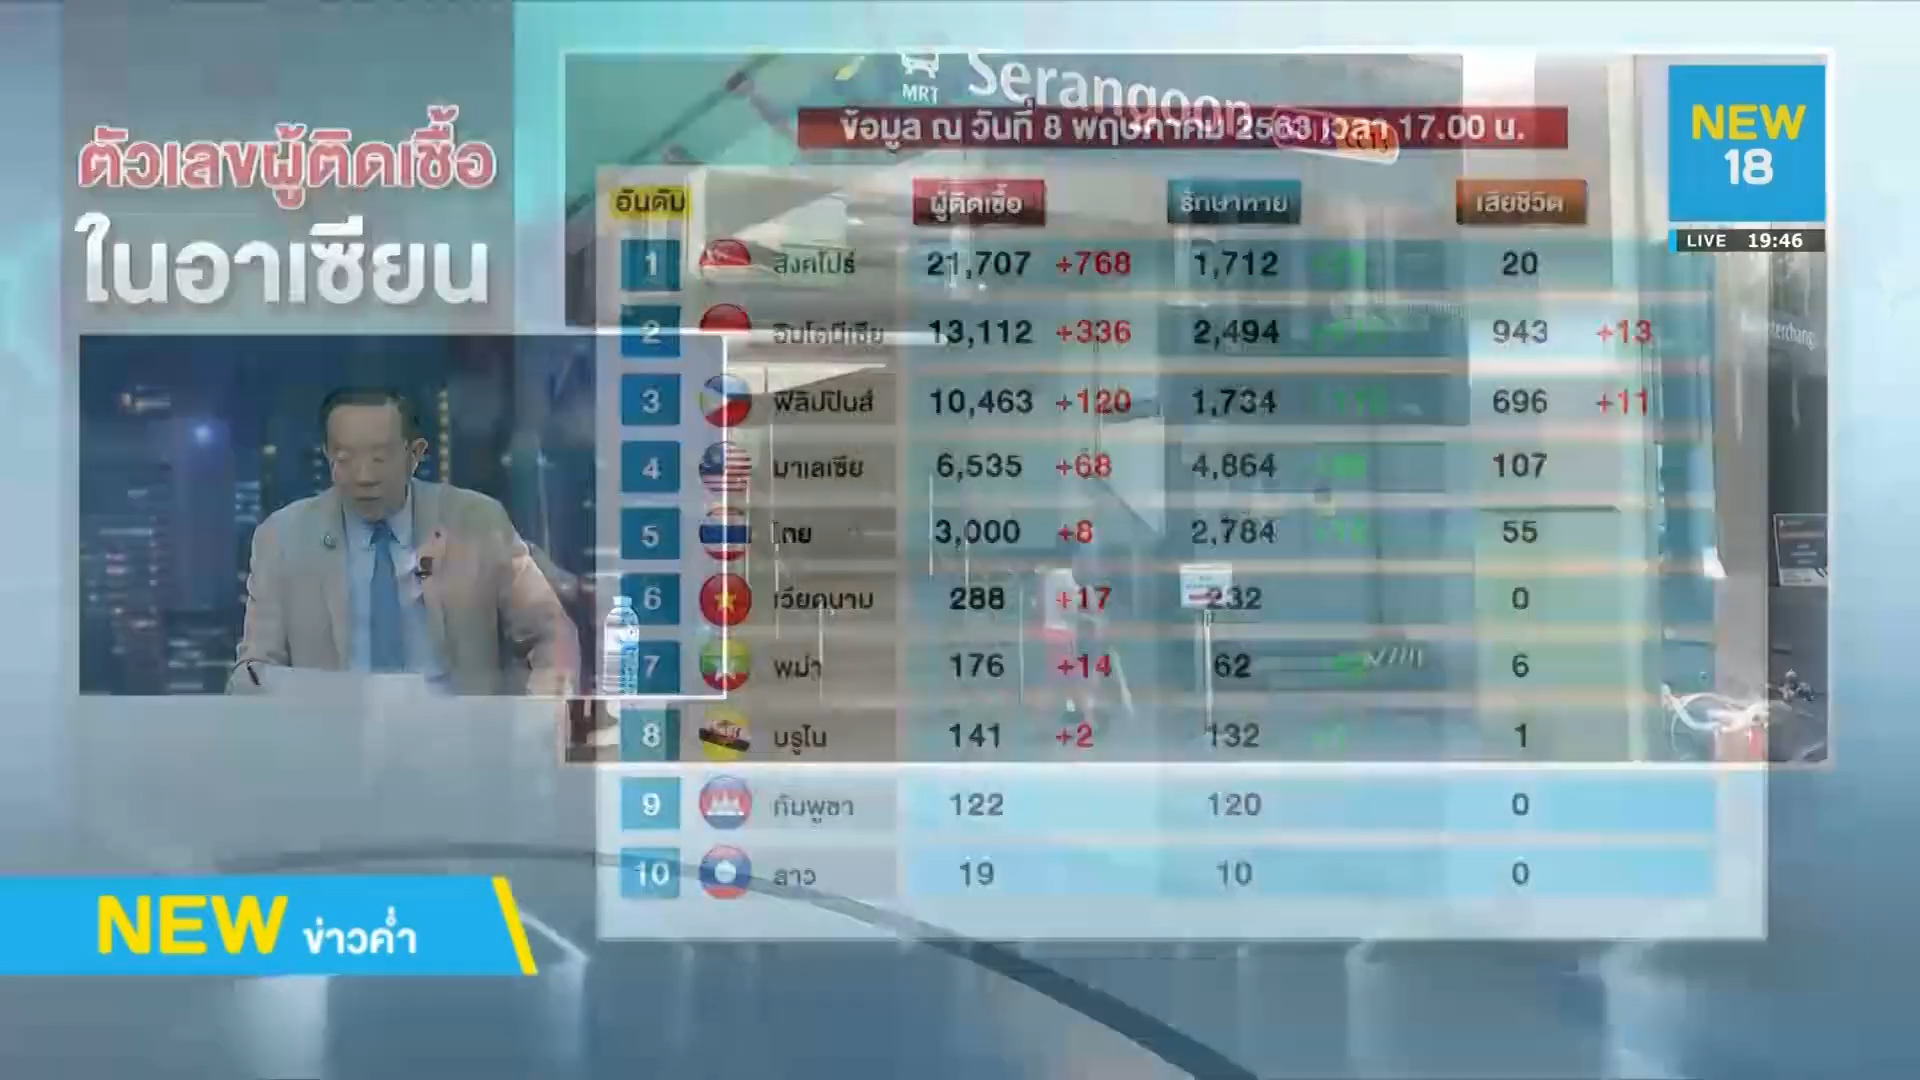 MRT Serangoon
ตัวเลขผู้ติดเชื้อ
ในอาเซียน
ข้อมูล ณ วันที่ 8 พฤษภาคม 2563 เวลา 17.00 น.
NEW
18
LIVE 19:46
อันดับ ผู้ติดเชื้อ รักษาหาย เสียชีวิต
1 สิงคโปร์ 21,707 +768 1,712 20
2 อินโดนีเซีย 13,112 +336 2,494 943 +13
3 ฟิลิปปินส์ 10,463 +120 1,734 696 +11
4 มาเลเซีย 6,535 +68 4,864 107
5 ไทย 3,000 +8 2,784 55
6 เวียดนาม 288 +17 232 0
7 พม่า 176 +14 62 6
8 บรูไน 141 +2 132 1
9 กัมพูชา 122 120 0
10 ลาว 19 10 0
NEW ข่าวค่ำ